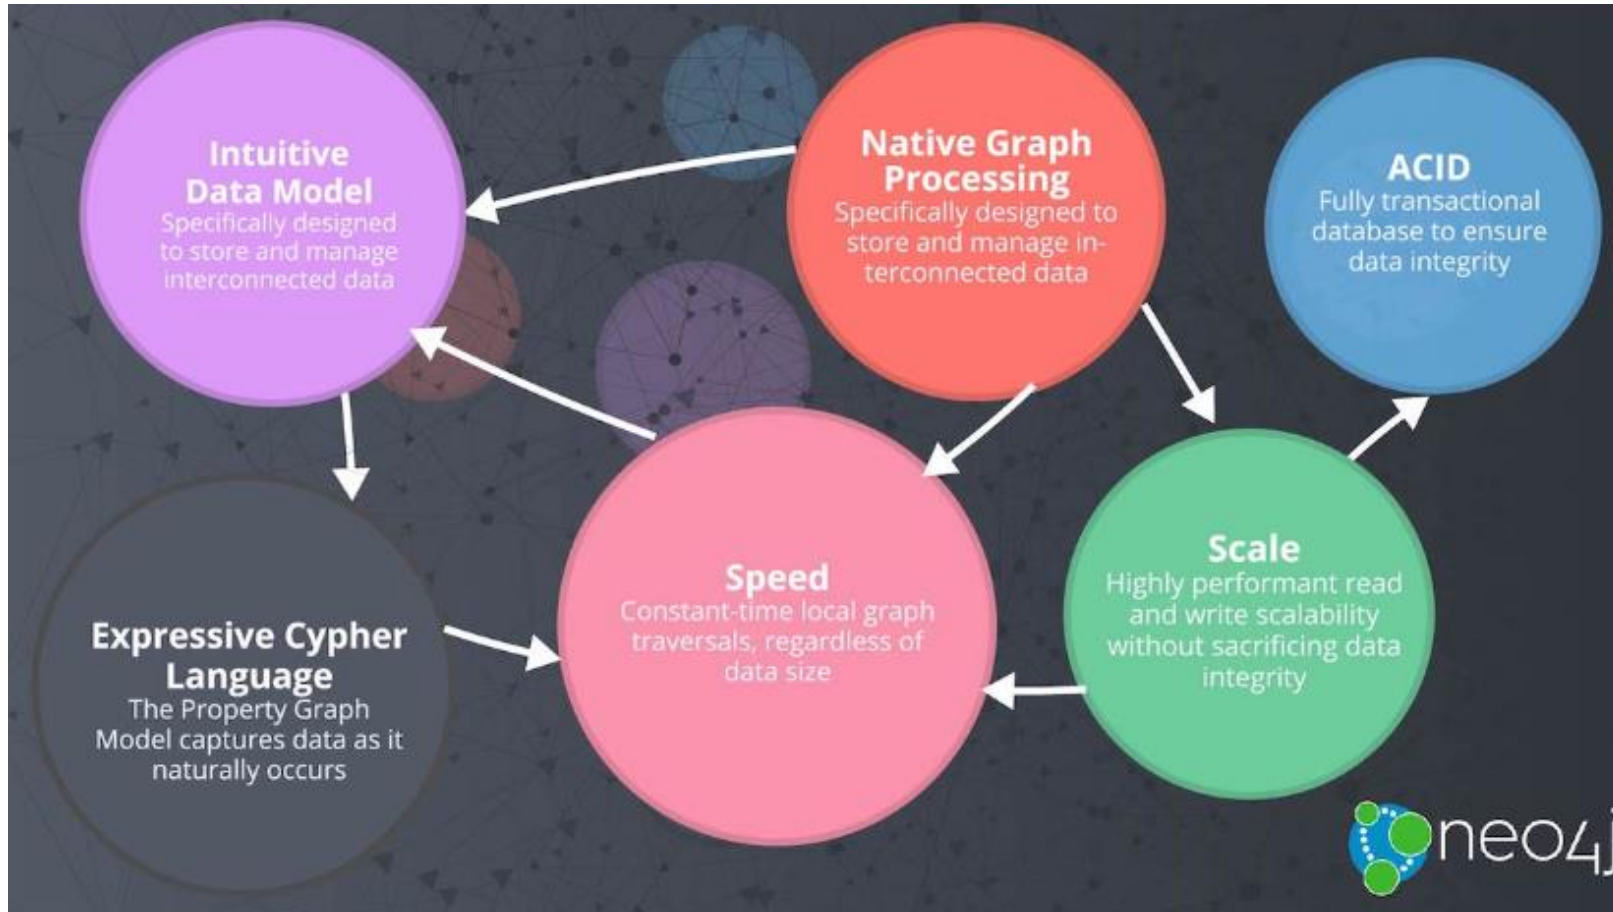 Intuitive
Data Model
Specifically designed
to store and manage
interconnected data
Native Graph
Processing
Specifically designed to
store and manage in-
terconnected data
ACID
Fully transactional
database to ensure
data integrity
Expressive Cypher
Language
The Property Graph
Model captures data as it
naturally occurs
Speed
Constant-time local graph
traversals, regardless of
data size
Scale
Highly performant read
and write scalability
without sacrificing data
integrity
neo4j